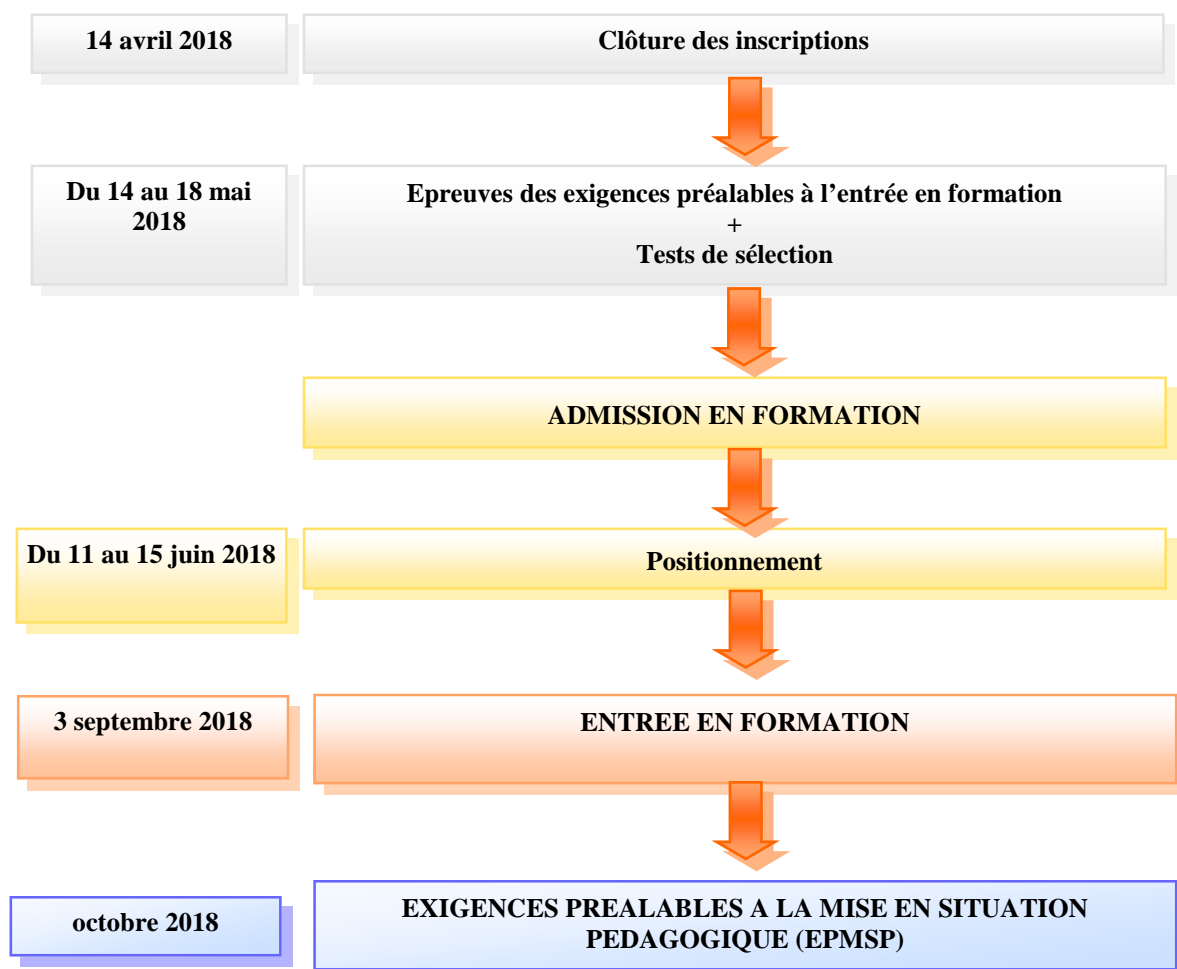 14 avril 2018
Clôture des inscriptions
Du 14 au 18 mai
2018
Epreuves des exigences préalables à l'entrée en formation
+
Tests de sélection
ADMISSION EN FORMATION
Du 11 au 15 juin 2018
Positionnement
3 septembre 2018
ENTREE EN FORMATION
octobre 2018
EXIGENCES PREALABLES A LA MISE EN SITUATION
PEDAGOGIQUE (EPMSP)